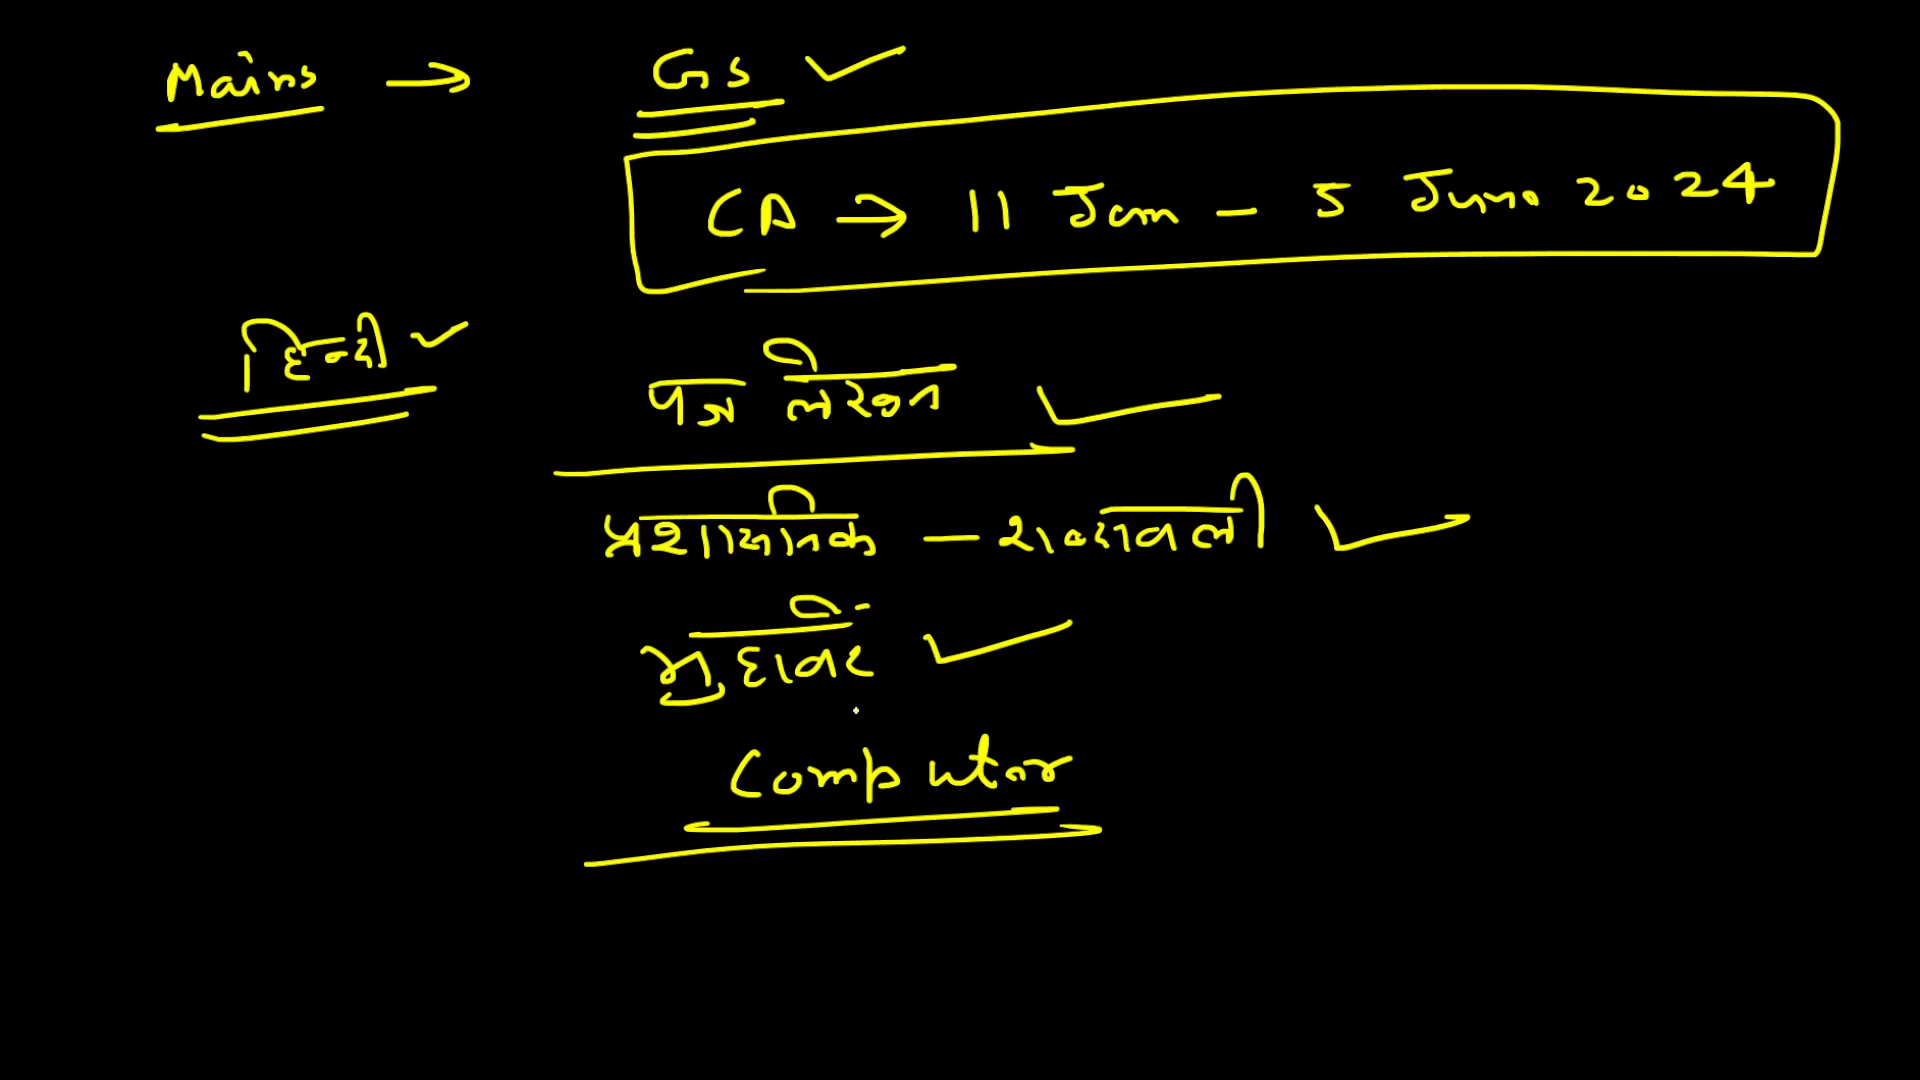 Mains → GS ✓
CA → 11 Jan - 5 June 2024
हिन्दी ✓
पत्र लेखन ✓
प्रशासनिक - शब्दावली ✓
मुहावरे ✓
Computer